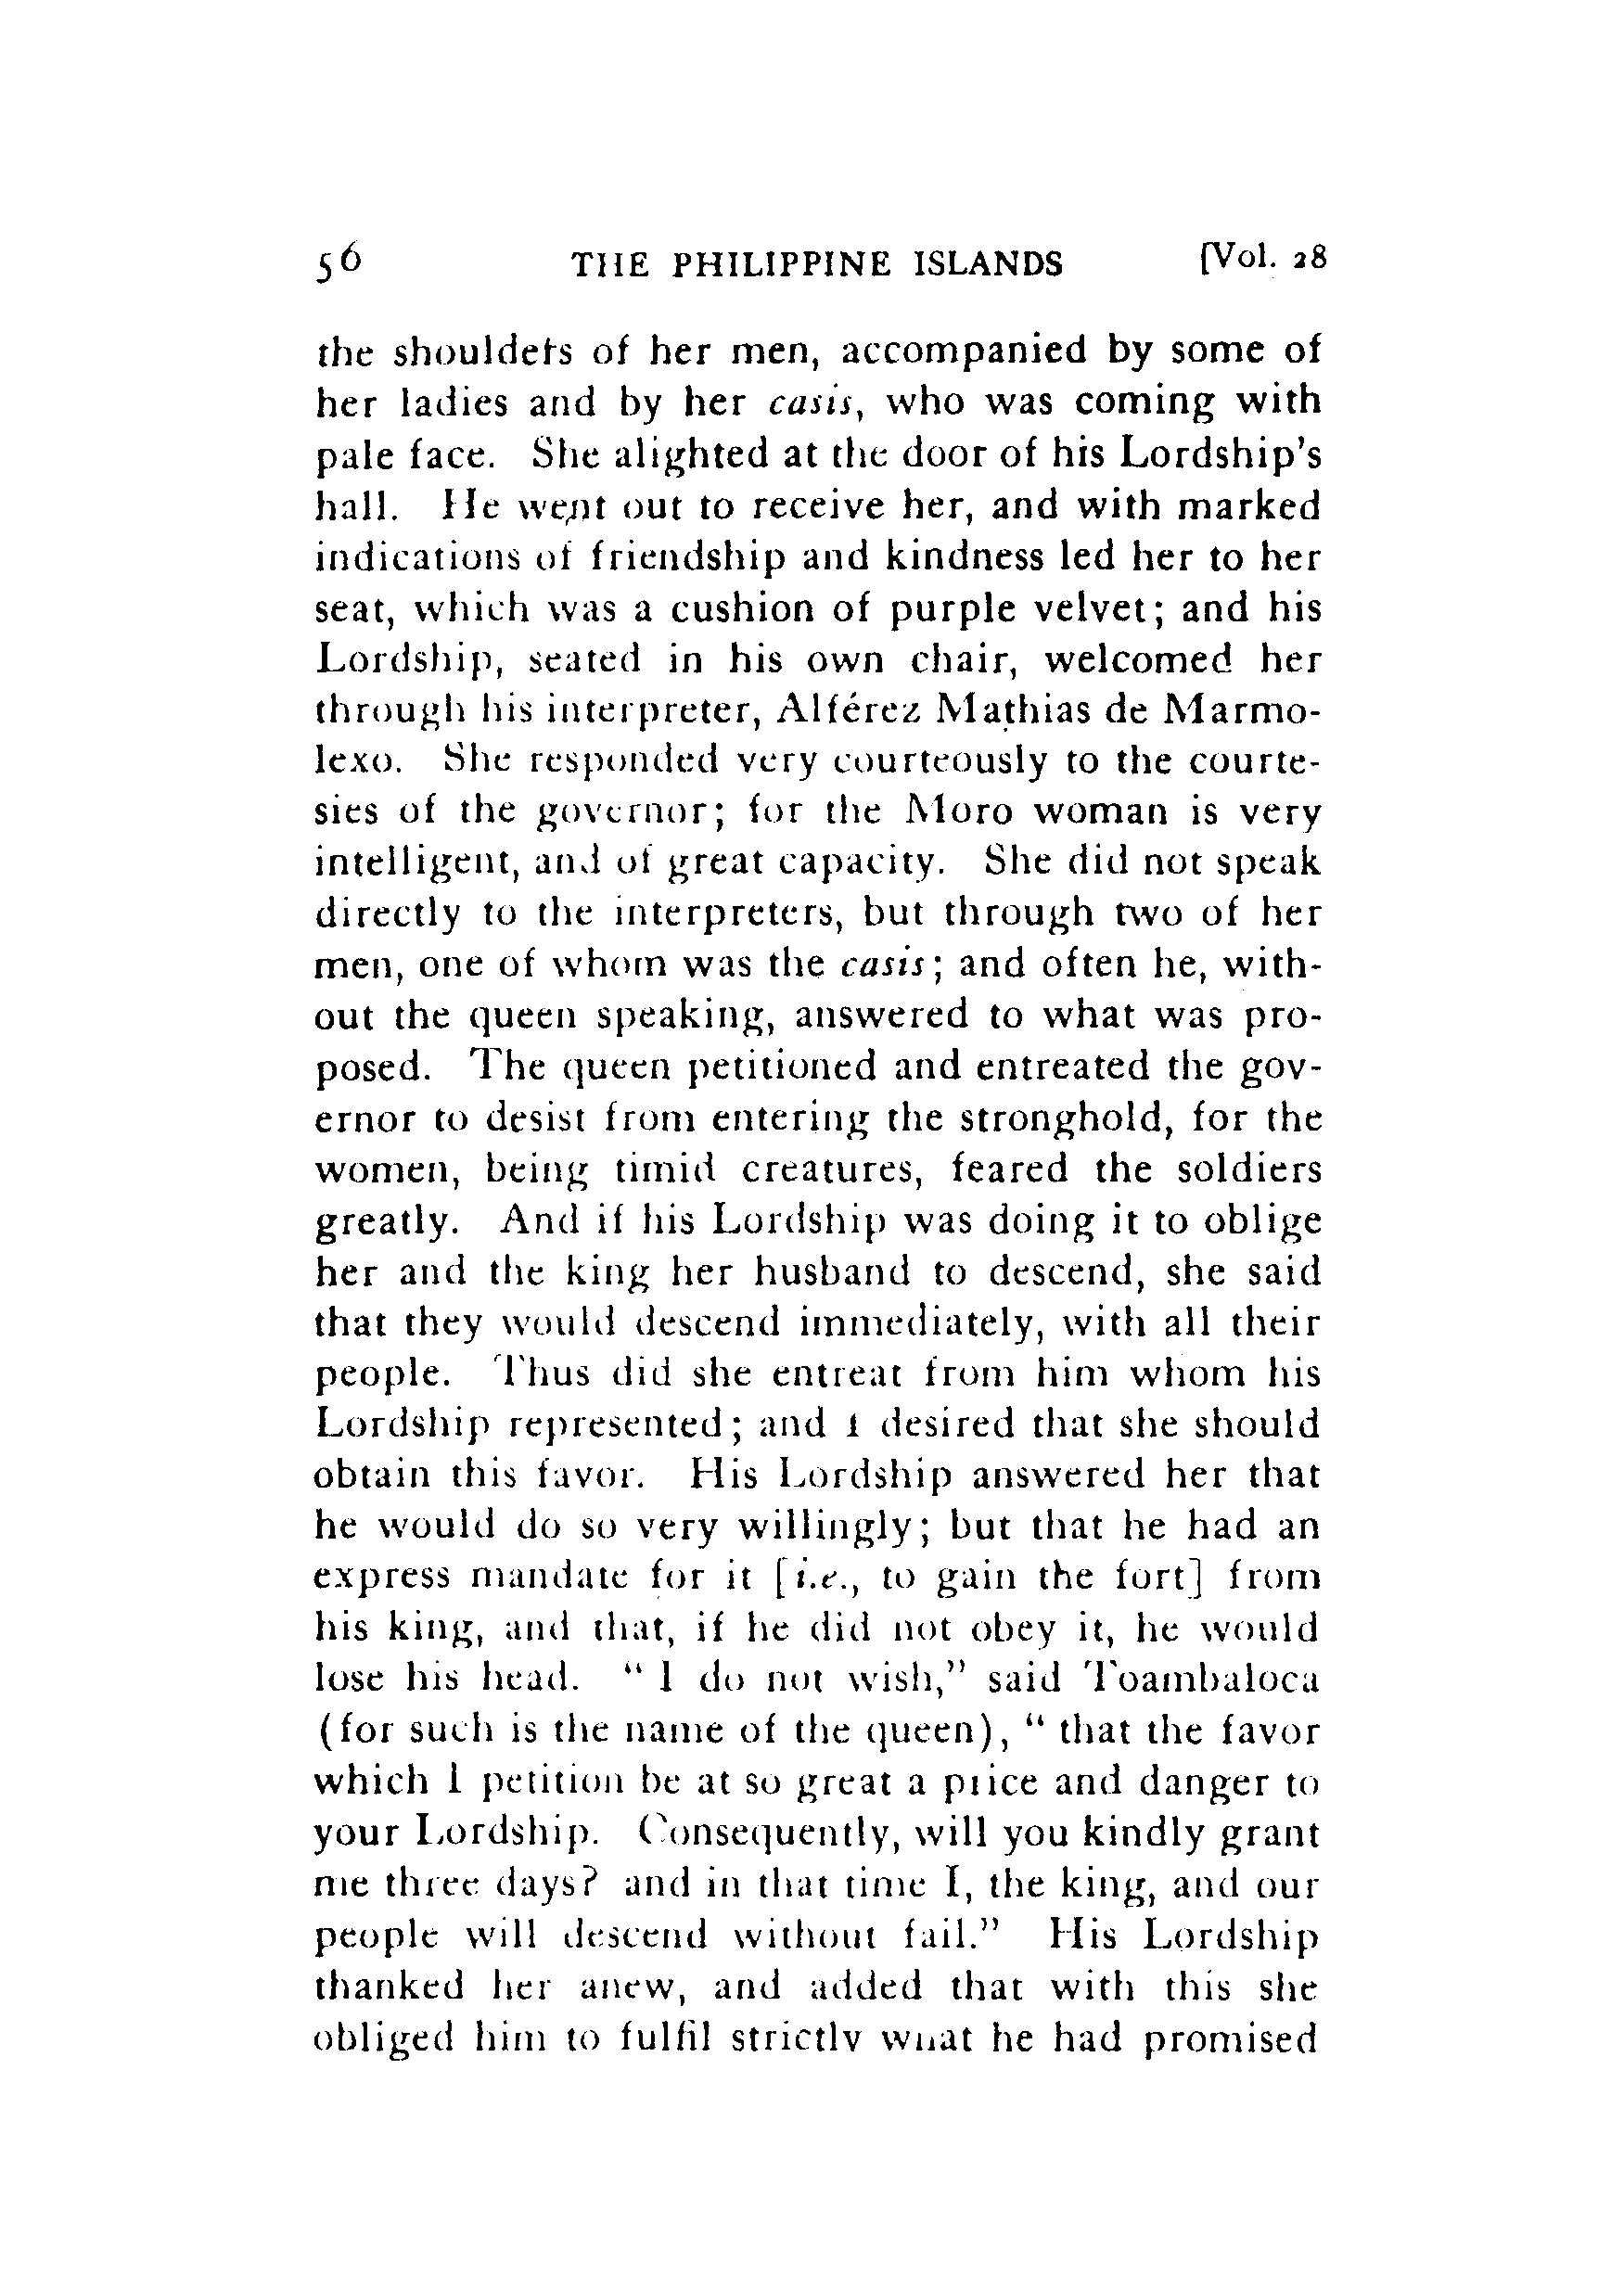 56 THE PHILIPPINE ISLANDS [Vol. 28
the shoulders of her men, accompanied by some of
her ladies and by her casis, who was coming with
pale face. She alighted at the door of his Lordship's
hall. He went out to receive her, and with marked
indications of friendship and kindness led her to her
seat, which was a cushion of purple velvet; and his
Lordship, seated in his own chair, welcomed her
through his interpreter, Alférez Mathias de Marmo-
lexo. She responded very courteously to the courte-
sies of the governor; for the Moro woman is very
intelligent, and of great capacity. She did not speak
directly to the interpreters, but through two of her
men, one of whom was the casis; and often he, with-
out the queen speaking, answered to what was pro-
posed. The queen petitioned and entreated the gov-
ernor to desist from entering the stronghold, for the
women, being timid creatures, feared the soldiers
greatly. And if his Lordship was doing it to oblige
her and the king her husband to descend, she said
that they would descend immediately, with all their
people. Thus did she entreat from him whom his
Lordship represented; and I desired that she should
obtain this favor. His Lordship answered her that
he would do so very willingly; but that he had an
express mandate for it [i.e., to gain the fort] from
his king, and that, if he did not obey it, he would
lose his head. "I do not wish," said Toambaloca
(for such is the name of the queen), "that the favor
which I petition be at so great a price and danger to
your Lordship. Consequently, will you kindly grant
me three days? and in that time I, the king, and our
people will descend without fail." His Lordship
thanked her anew, and added that with this she
obliged him to fulfil strictly what he had promised